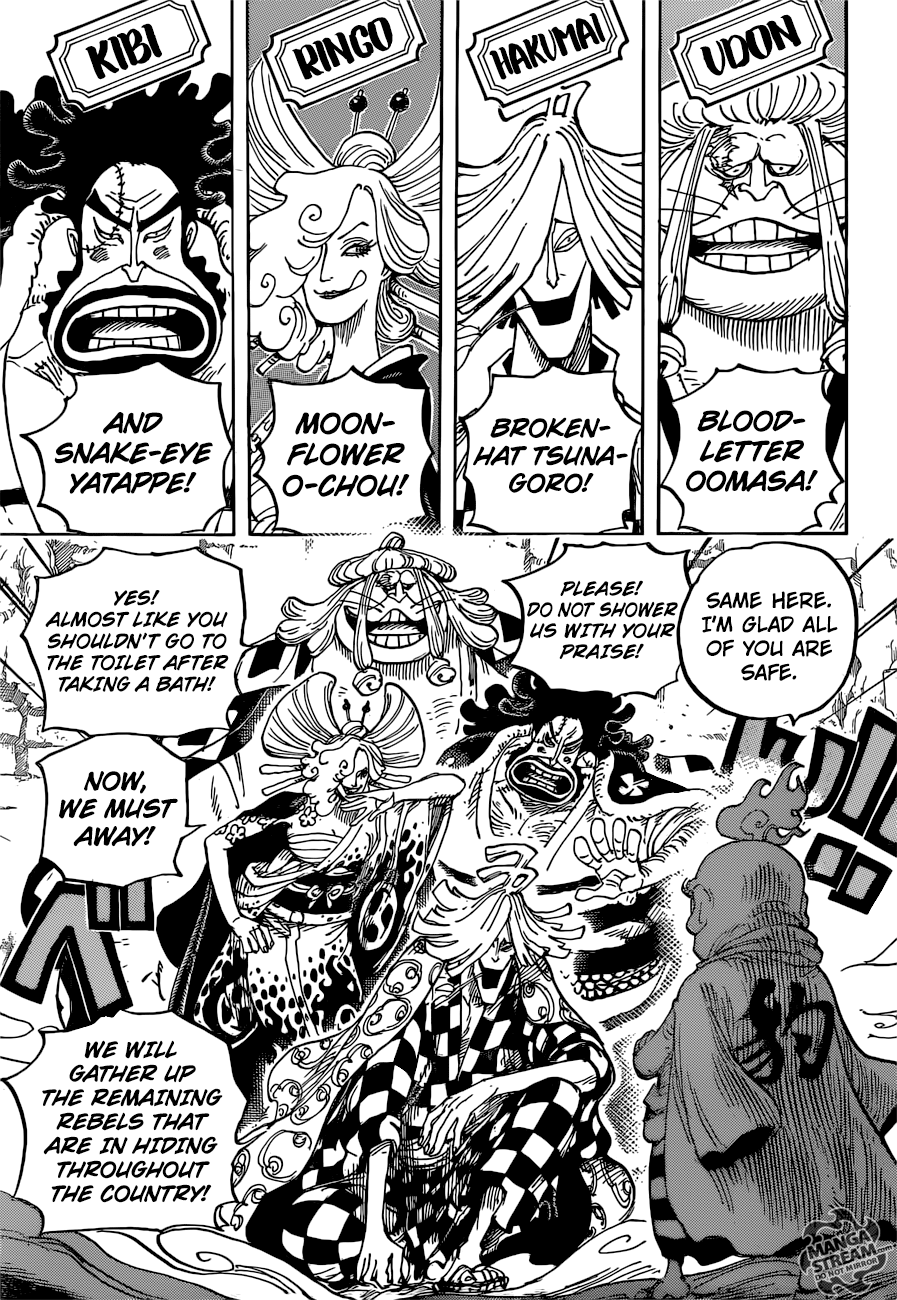 UDON
BLOOD-
LETTER
OOMASA!
HAKUMAI
BROKEN-
HAT TSUNA-
GORO!
RINGO
MOON-
FLOWER
O-CHOU!
KIBI
AND
SNAKE-EYE
YATAPPE!
SAME HERE.
I'M GLAD ALL
OF YOU ARE
SAFE.
PLEASE!
DO NOT SHOWER
US WITH YOUR
PRAISE!
YES!
ALMOST LIKE YOU
SHOULDN'T GO TO
THE TOILET AFTER
TAKING A BATH!
NOW,
WE MUST
AWAY!
WE WILL
GATHER UP
THE REMAINING
REBELS THAT
ARE IN HIDING
THROUGHOUT
THE COUNTRY!
MANGA
STREAM.com
DO NOT MIRROR